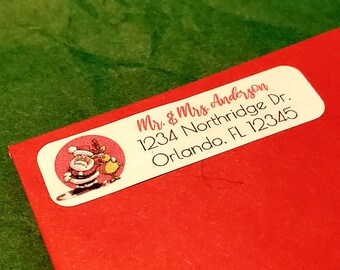 Mr. & Mrs. Anderson
1234 Northridge Dr.
Orlando, FL 12345